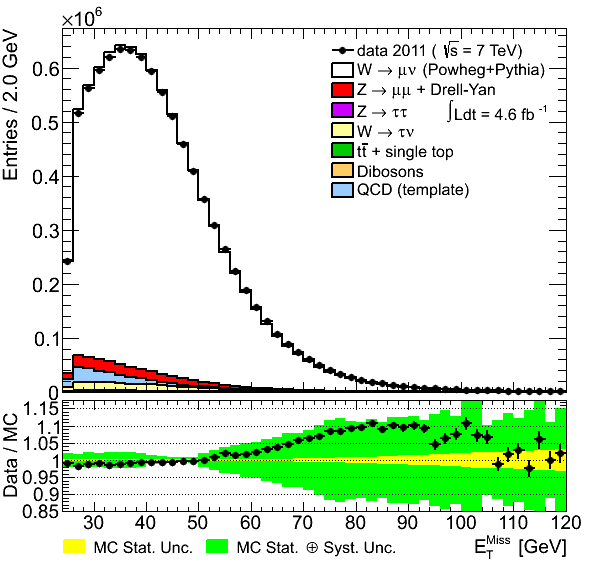 ×10⁶
Entries / 2.0 GeV
0.6
0.5
0.4
0.3
0.2
0.1
0
data 2011 ( √s = 7 TeV)
W → μν (Powheg+Pythia)
Z → μμ + Drell-Yan
Z → ττ
∫Ldt = 4.6 fb⁻¹
W → τν
tt̄ + single top
Dibosons
QCD (template)
Data / MC
1.15
1.1
1.05
1
0.95
0.9
0.85
30 40 50 60 70 80 90 100 110 120
MC Stat. Unc.
MC Stat. ⊕ Syst. Unc.
E_T^Miss [GeV]